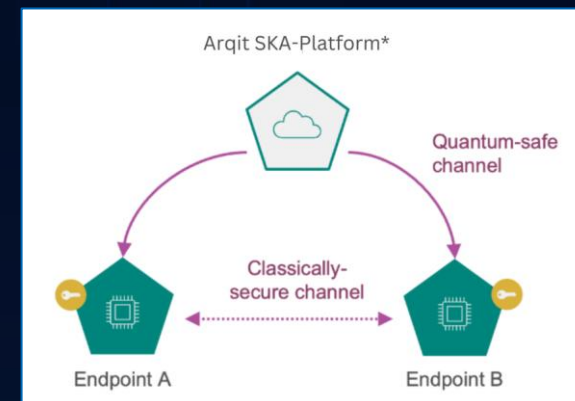 Arqit SKA-Platform*
Quantum-safe
channel
Classically-
secure channel
Endpoint A
Endpoint B